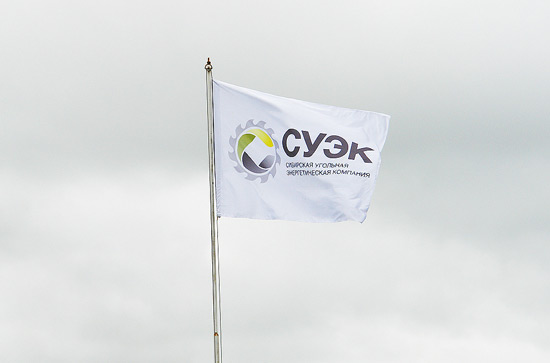 СУЭК
СИБИРСКАЯ УГОЛЬНАЯ
ЭНЕРГЕТИЧЕСКАЯ КОМПАНИЯ